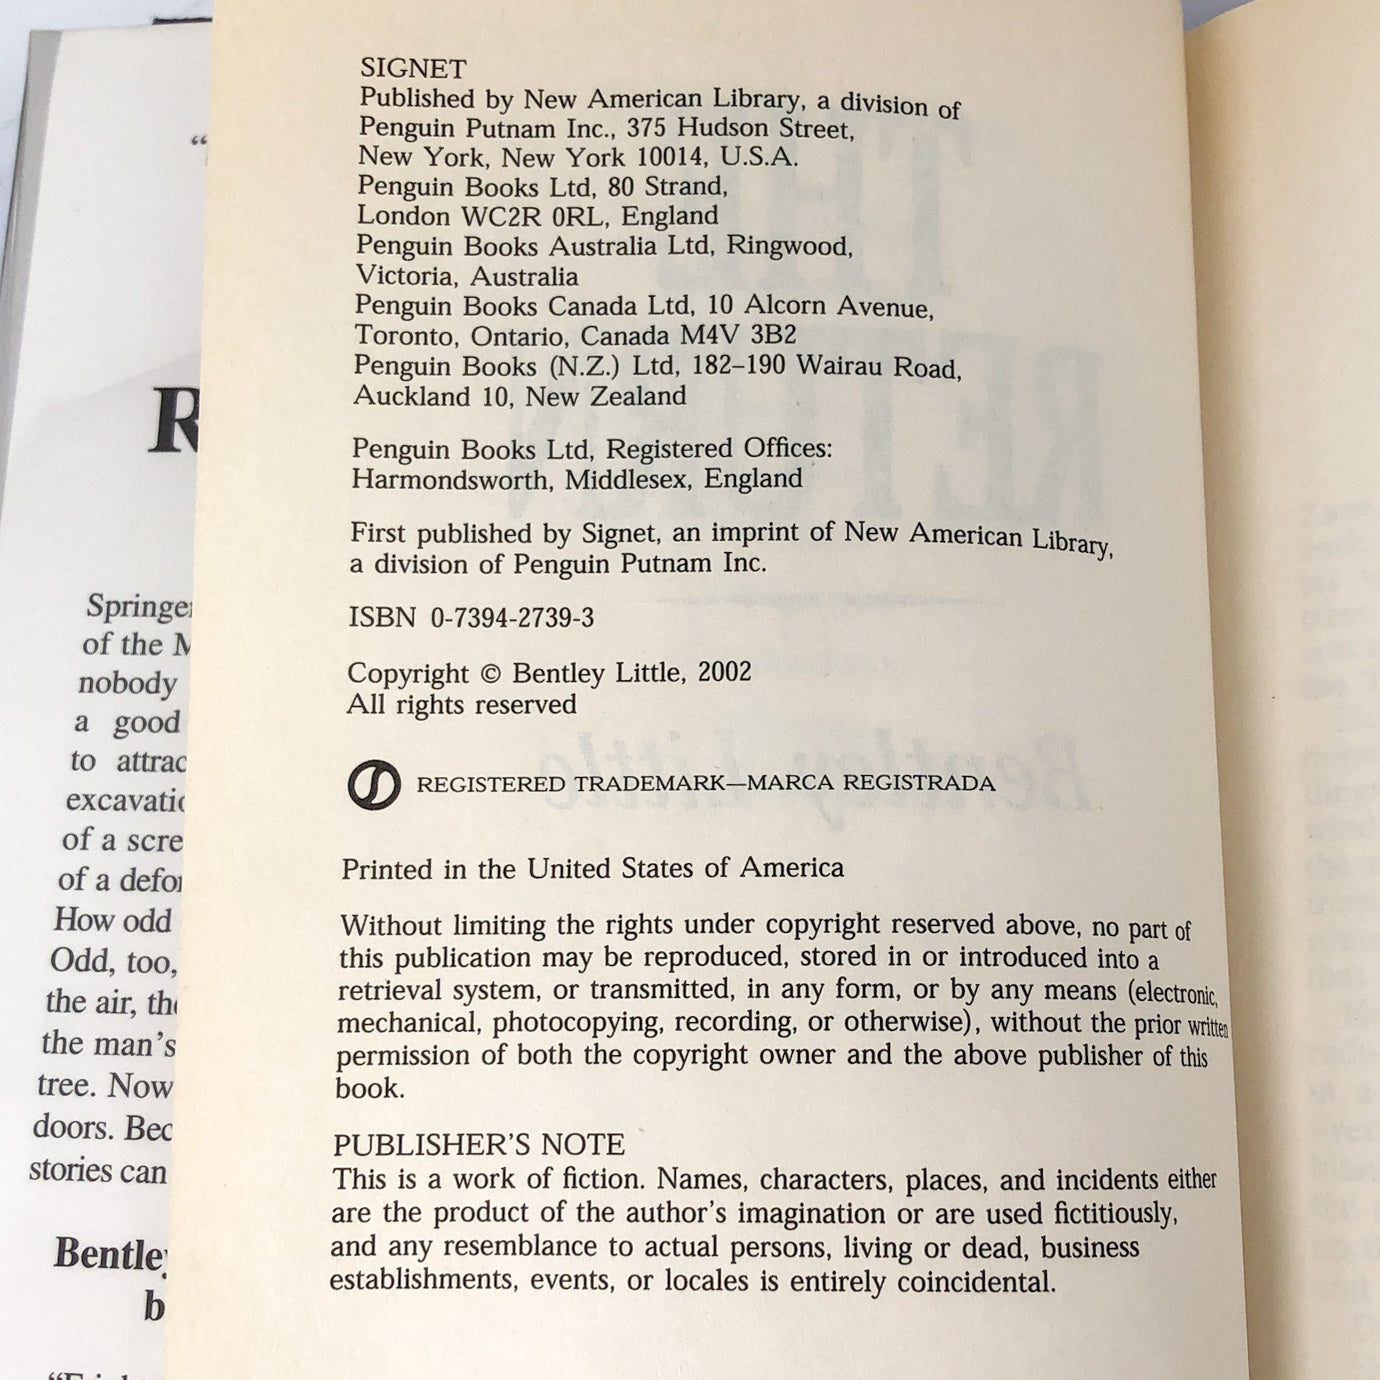 SIGNET
Published by New American Library, a division of
Penguin Putnam Inc., 375 Hudson Street,
New York, New York 10014, U.S.A.
Penguin Books Ltd, 80 Strand,
London WC2R 0RL, England
Penguin Books Australia Ltd, Ringwood,
Victoria, Australia
Penguin Books Canada Ltd, 10 Alcorn Avenue,
Toronto, Ontario, Canada M4V 3B2
Penguin Books (N.Z.) Ltd, 182–190 Wairau Road,
Auckland 10, New Zealand
Penguin Books Ltd, Registered Offices:
Harmondsworth, Middlesex, England
First published by Signet, an imprint of New American Library,
a division of Penguin Putnam Inc.
ISBN 0-7394-2739-3
Copyright © Bentley Little, 2002
All rights reserved
REGISTERED TRADEMARK—MARCA REGISTRADA
Printed in the United States of America
Without limiting the rights under copyright reserved above, no part of
this publication may be reproduced, stored in or introduced into a
retrieval system, or transmitted, in any form, or by any means (electronic,
mechanical, photocopying, recording, or otherwise), without the prior written
permission of both the copyright owner and the above publisher of this
book.
PUBLISHER'S NOTE
This is a work of fiction. Names, characters, places, and incidents either
are the product of the author's imagination or are used fictitiously,
and any resemblance to actual persons, living or dead, business
establishments, events, or locales is entirely coincidental.
R
of the
nobody
a good
to
of a
of a
How odd
Odd, too,
the air,
the man's
tree. Now
doors.
stories can